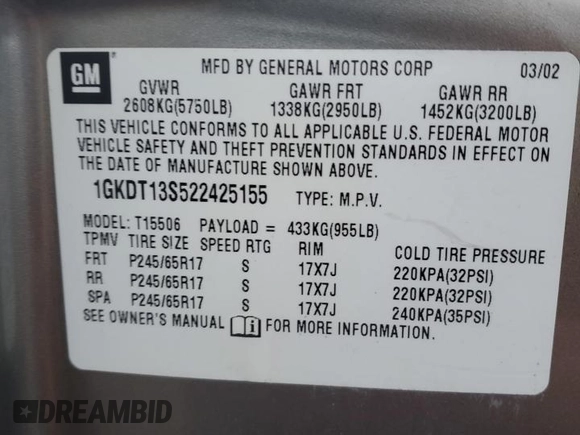 GM
MFD BY GENERAL MOTORS CORP 03/02
GVWR GAWR FRT GAWR RR
2608KG(5750LB) 1338KG(2950LB) 1452KG(3200LB)
THIS VEHICLE CONFORMS TO ALL APPLICABLE U.S. FEDERAL MOTOR
VEHICLE SAFETY AND THEFT PREVENTION STANDARDS IN EFFECT ON
THE DATE OF MANUFACTURE SHOWN ABOVE.
1GKDT13S522425155 TYPE: M.P.V.
MODEL: T15506 PAYLOAD = 433KG(955LB)
TPMV TIRE SIZE SPEED RTG RIM COLD TIRE PRESSURE
FRT P245/65R17 S 17X7J 220KPA(32PSI)
RR P245/65R17 S 17X7J 220KPA(32PSI)
SPA P245/65R17 S 17X7J 240KPA(35PSI)
SEE OWNER'S MANUAL FOR MORE INFORMATION.
DREAMBID